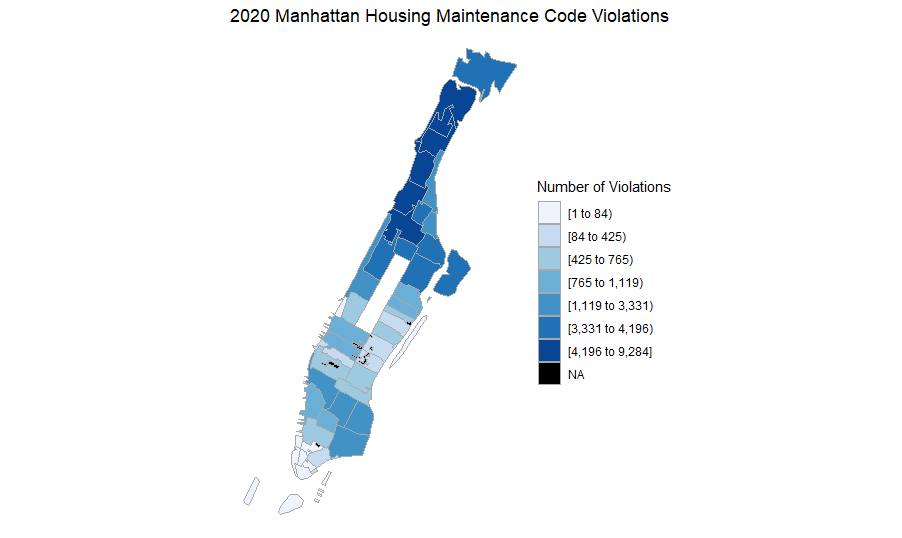 2020 Manhattan Housing Maintenance Code Violations
Number of Violations
[1 to 84)
[84 to 425)
[425 to 765)
[765 to 1,119)
[1,119 to 3,331)
[3,331 to 4,196)
[4,196 to 9,284]
NA